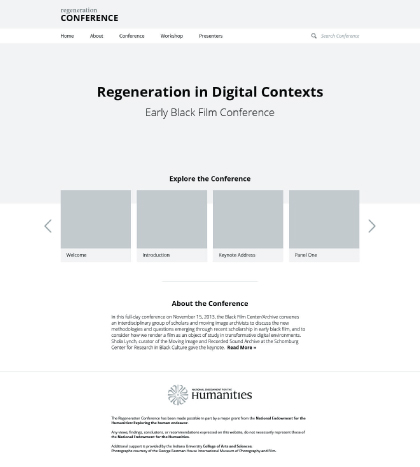 regeneration
CONFERENCE
Home About Conference Workshop Presenters Search Conference
Regeneration in Digital Contexts
Early Black Film Conference
Explore the Conference
Welcome Introduction Keynote Address Panel One
About the Conference
In this full-day conference on November 15, 2013, the Black Film Center/Archive convenes
an interdisciplinary group of scholars and moving image archivists to discuss the new
methodologies and questions emerging through recent scholarship in early black film, and to
consider how we render a film as an object of study in transformative digital environments.
Shola Lynch, curator of the Moving Image and Recorded Sound Archive at the Schomburg
Center for Research in Black Culture gave the keynote. Read More »
NATIONAL ENDOWMENT FOR THE
Humanities
The Regeneration Conference has been made possible in part by a major grant from the National Endowment for the
Humanities: Exploring the human endeavor.
Any views, findings, conclusions, or recommendations expressed on this website, do not necessarily represent those of
the National Endowment for the Humanities.
Additional support is provided by the Indiana University College of Arts and Sciences.
Photographs courtesy of the George Eastman House International Museum of Photography and Film.